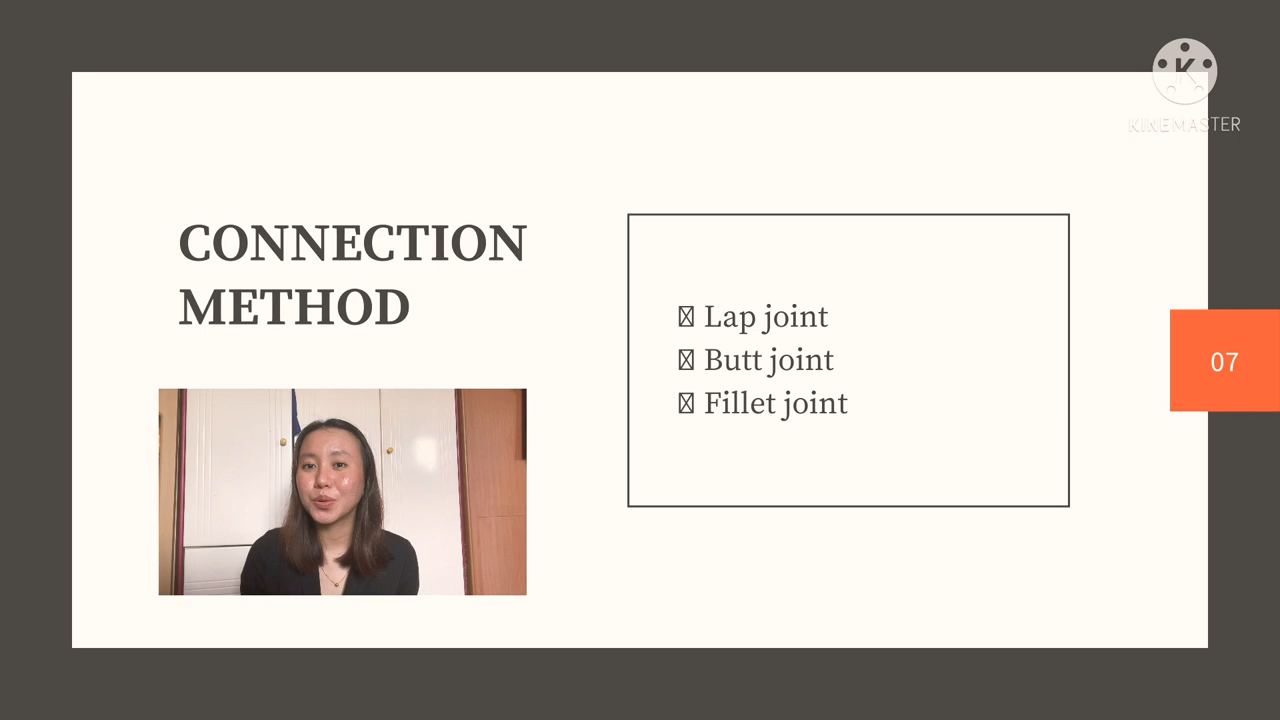 KINEMASTER
CONNECTION
METHOD
Lap joint
Butt joint
Fillet joint
07